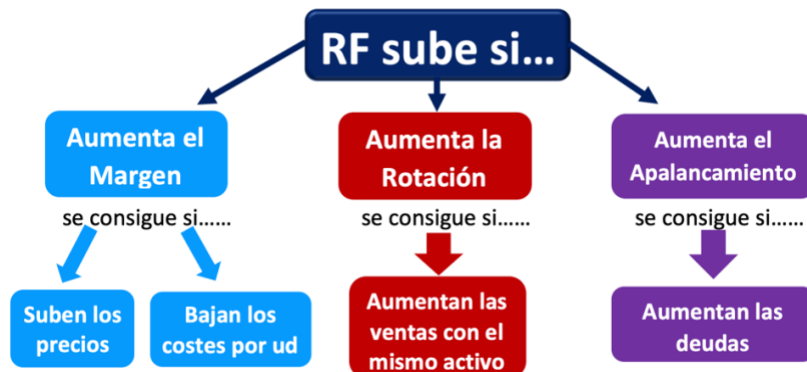 RF sube si…
Aumenta el
Margen
Aumenta la
Rotación
Aumenta el
Apalancamiento
se consigue si……
se consigue si……
se consigue si……
Suben los
precios
Bajan los
costes por ud
Aumentan las
ventas con el
mismo activo
Aumentan las
deudas